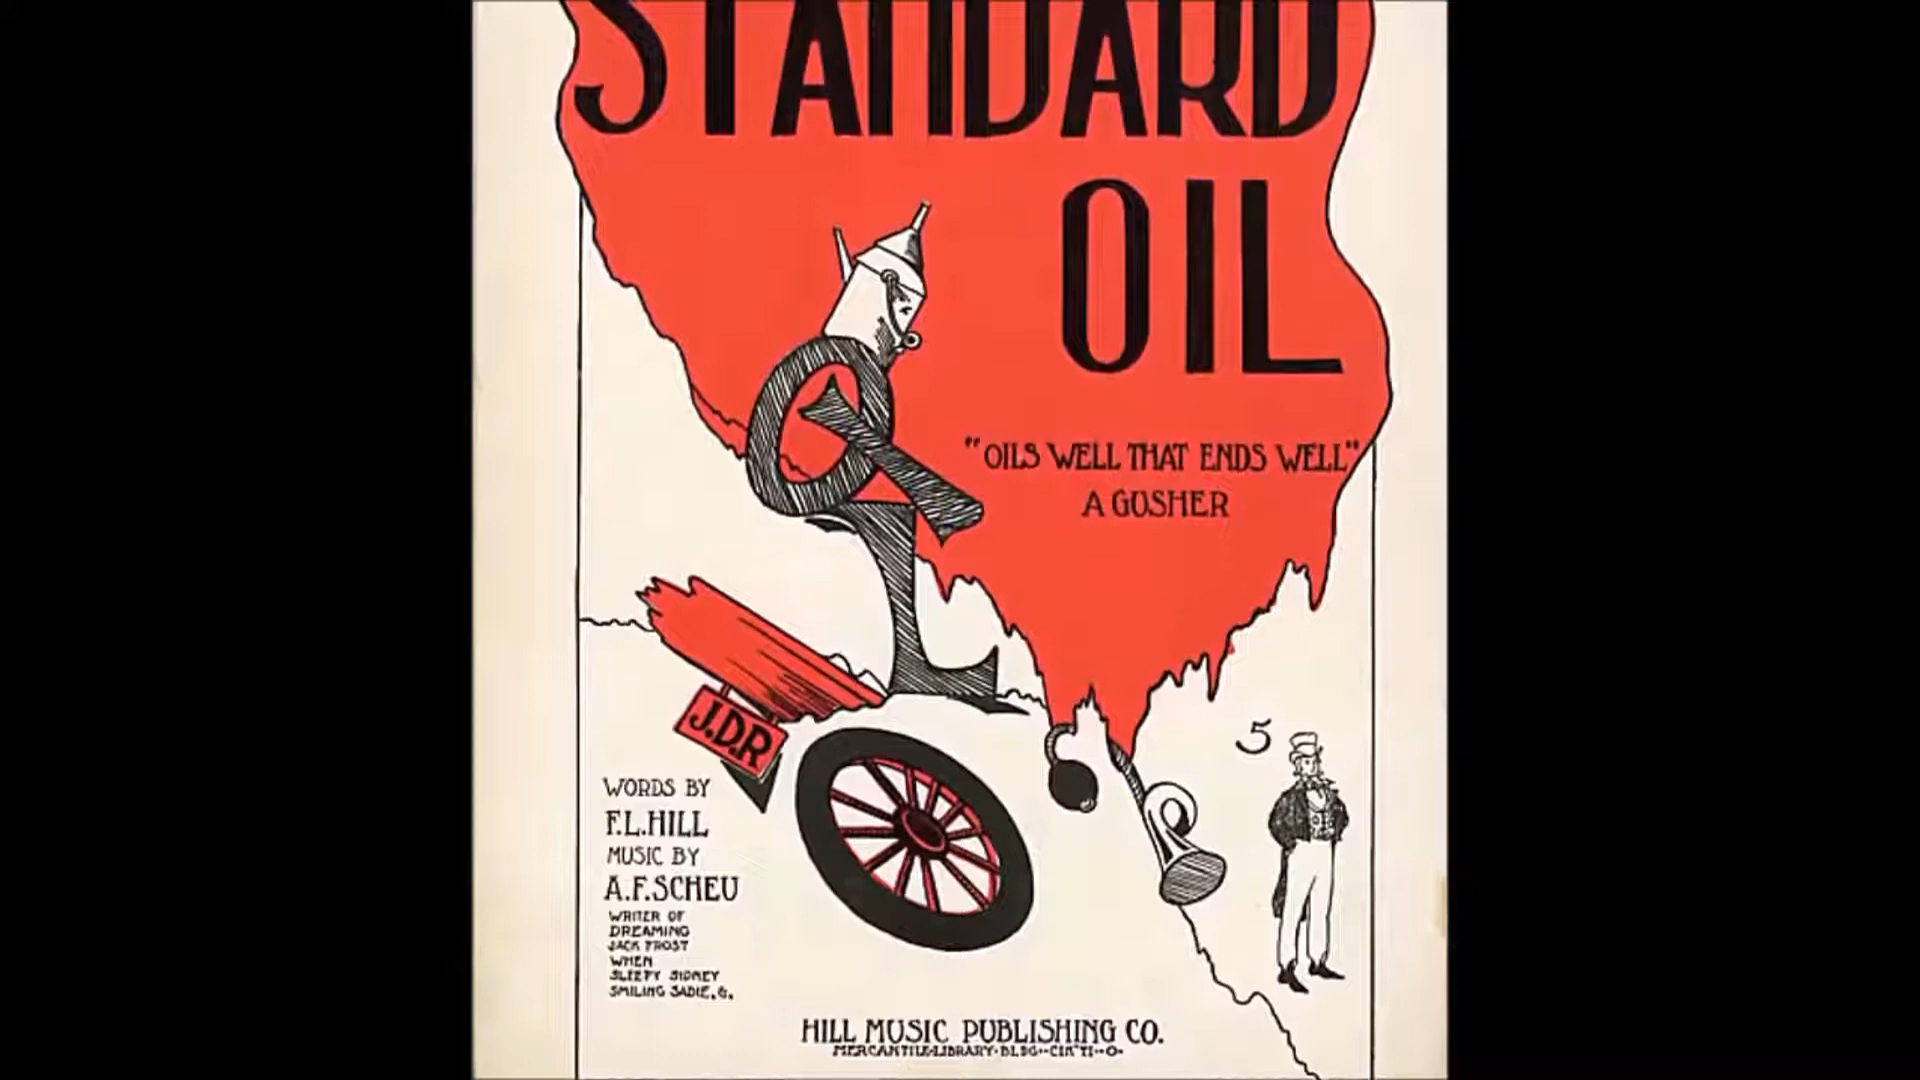 STANDARD
OIL
"OILS WELL THAT ENDS WELL"
A GUSHER
J.D.R
5
WORDS BY
F.L.HILL
MUSIC BY
A.F.SCHEU
WRITER OF
DREAMING
JACK FROST
WHEN
SLEEPY SIDNEY
SMILING SADIE, &.
HILL MUSIC PUBLISHING CO.
MERCANTILE-LIBRARY-BLDG--CIN'TI--O-